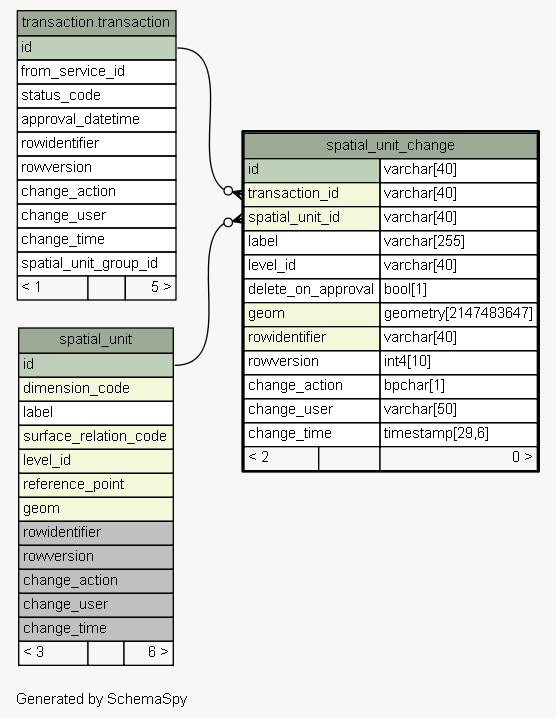 transaction.transaction
id
from_service_id
status_code
approval_datetime
rowidentifier
rowversion
change_action
change_user
change_time
spatial_unit_group_id
< 1 5 >
spatial_unit
id
dimension_code
label
surface_relation_code
level_id
reference_point
geom
rowidentifier
rowversion
change_action
change_user
change_time
< 3 6 >
spatial_unit_change
id varchar[40]
transaction_id varchar[40]
spatial_unit_id varchar[40]
label varchar[255]
level_id varchar[40]
delete_on_approval bool[1]
geom geometry[2147483647]
rowidentifier varchar[40]
rowversion int4[10]
change_action bpchar[1]
change_user varchar[50]
change_time timestamp[29,6]
< 2 0 >
Generated by SchemaSpy